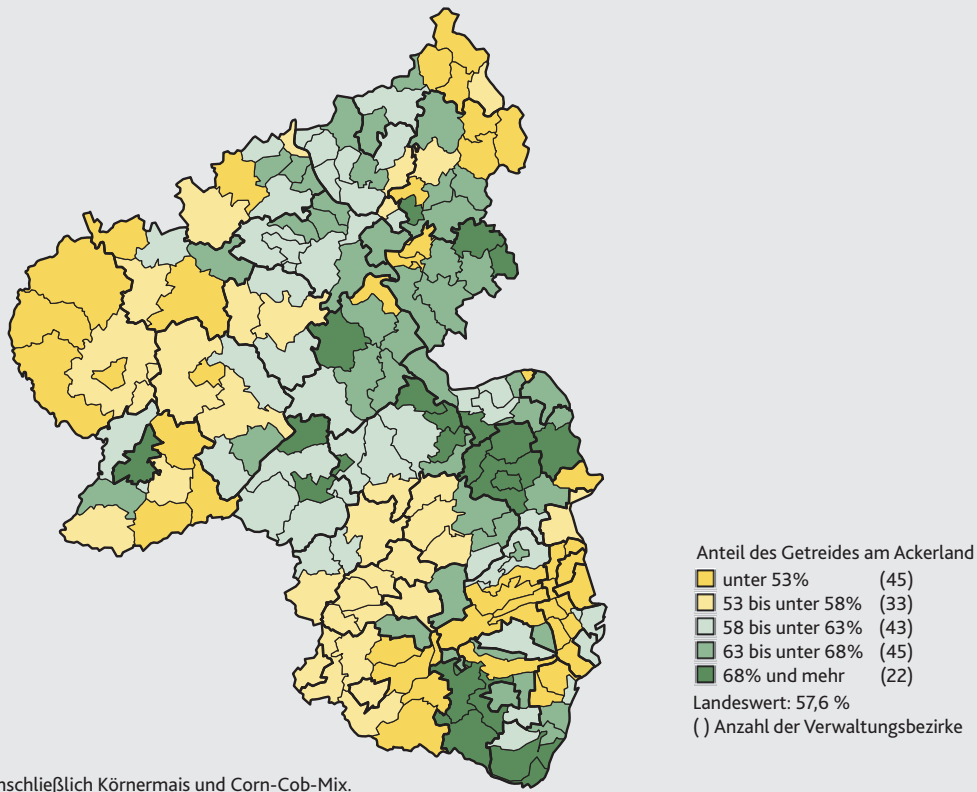 Anteil des Getreides am Ackerland
unter 53% (45)
53 bis unter 58% (33)
58 bis unter 63% (43)
63 bis unter 68% (45)
68% und mehr (22)
Landeswert: 57,6 %
( ) Anzahl der Verwaltungsbezirke
nschließlich Körnermais und Corn-Cob-Mix.